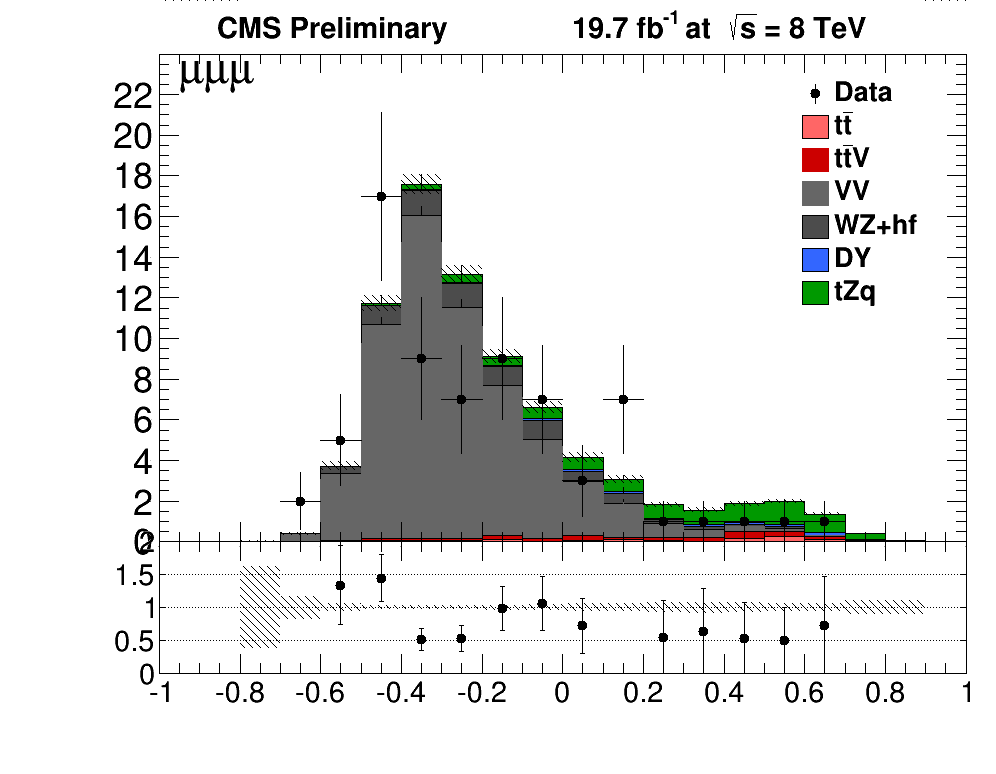 CMS Preliminary 19.7 fb⁻¹ at √s = 8 TeV
μμμ
Data
tt̄
tt̄V
VV
WZ+hf
DY
tZq
22
20
18
16
14
12
10
8
6
4
2
0
2
1.5
1
0.5
0
-1 -0.8 -0.6 -0.4 -0.2 0 0.2 0.4 0.6 0.8 1